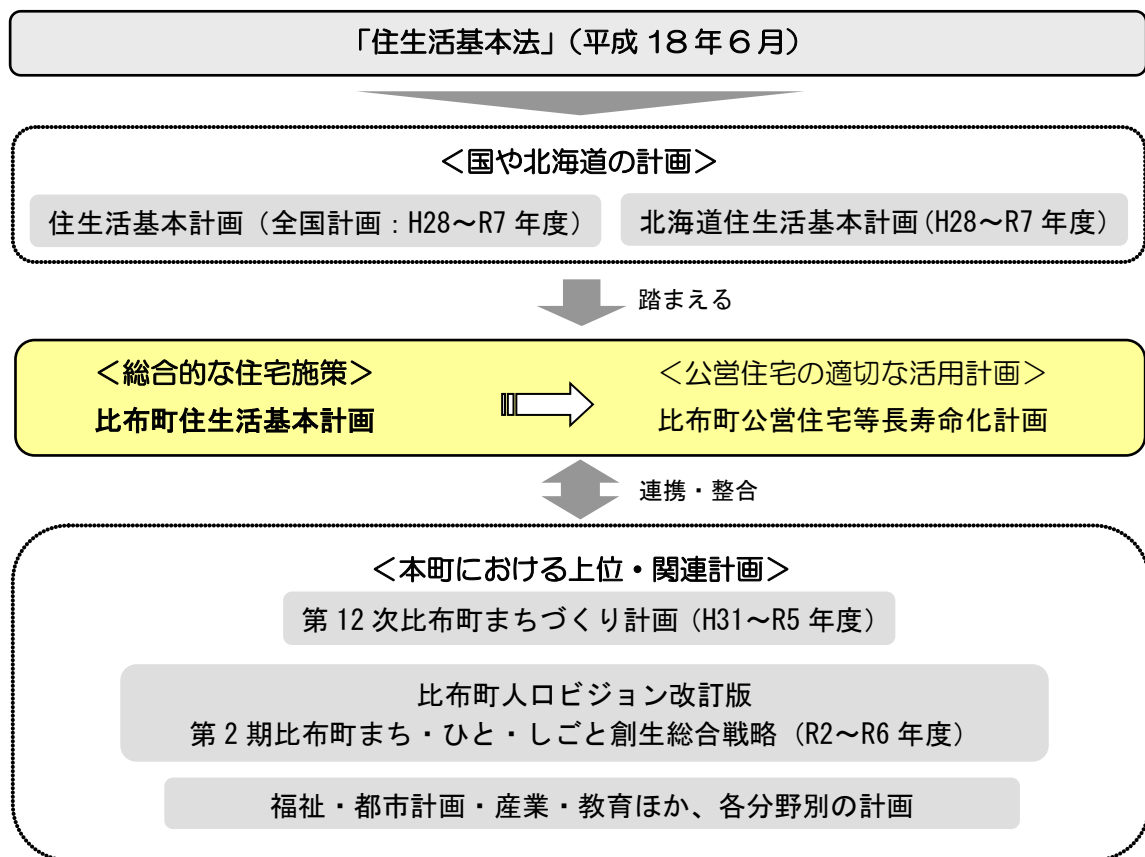 「住生活基本法」（平成18年６月）
＜国や北海道の計画＞
住生活基本計画（全国計画：H28～R7年度）
北海道住生活基本計画(H28～R7年度)
踏まえる
＜総合的な住宅施策＞
比布町住生活基本計画
＜公営住宅の適切な活用計画＞
比布町公営住宅等長寿命化計画
連携・整合
＜本町における上位・関連計画＞
第12次比布町まちづくり計画（H31～R5年度）
比布町人口ビジョン改訂版
第2期比布町まち・ひと・しごと創生総合戦略（R2～R6年度）
福祉・都市計画・産業・教育ほか、各分野別の計画